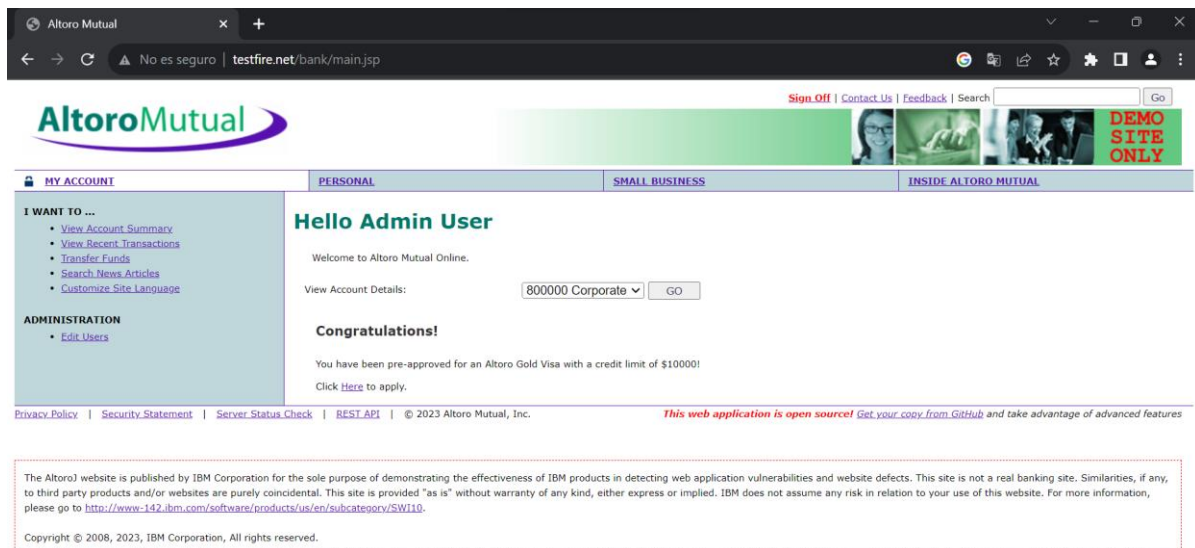 Altoro Mutual
No es seguro | testfire.net/bank/main.jsp
Sign Off | Contact Us | Feedback | Search Go
AltoroMutual
DEMO
SITE
ONLY
MY ACCOUNT PERSONAL SMALL BUSINESS INSIDE ALTORO MUTUAL
I WANT TO ...
View Account Summary
View Recent Transactions
Transfer Funds
Search News Articles
Customize Site Language
ADMINISTRATION
Edit Users
Hello Admin User
Welcome to Altoro Mutual Online.
View Account Details: 800000 Corporate GO
Congratulations!
You have been pre-approved for an Altoro Gold Visa with a credit limit of $10000!
Click Here to apply.
Privacy Policy | Security Statement | Server Status Check | REST API | © 2023 Altoro Mutual, Inc. This web application is open source! Get your copy from GitHub and take advantage of advanced features
The AltoroJ website is published by IBM Corporation for the sole purpose of demonstrating the effectiveness of IBM products in detecting web application vulnerabilities and website defects. This site is not a real banking site. Similarities, if any,
to third party products and/or websites are purely coincidental. This site is provided "as is" without warranty of any kind, either express or implied. IBM does not assume any risk in relation to your use of this website. For more information,
please go to http://www-142.ibm.com/software/products/us/en/subcategory/SWI10.
Copyright © 2008, 2023, IBM Corporation, All rights reserved.